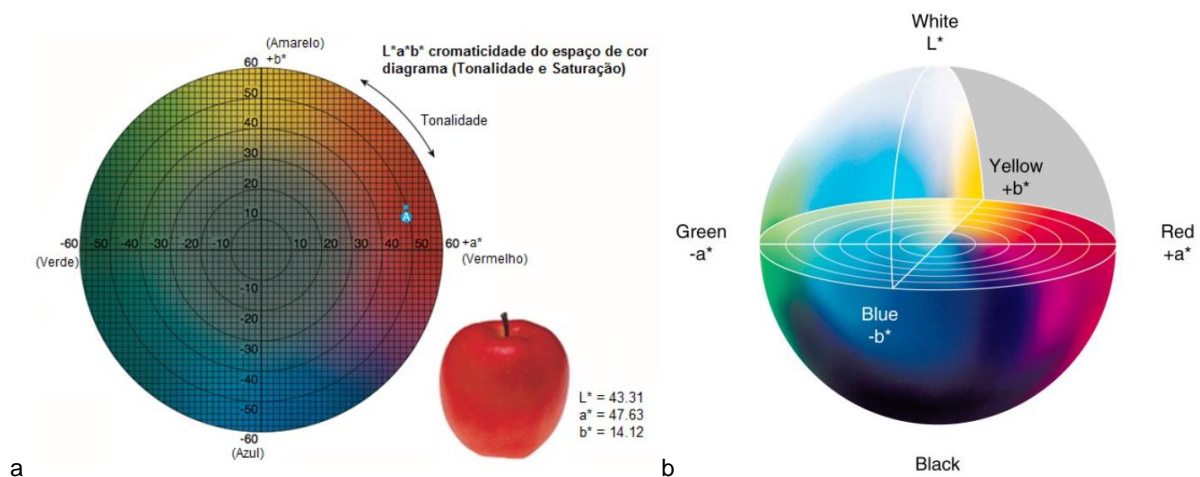 (Amarelo)
+b*
60
50
40
30
20
10
L*a*b* cromaticidade do espaço de cor
diagrama (Tonalidade e Saturação)
Tonalidade
A
-60 -50 -40 -30 -20 -10 10 20 30 40 50 60 +a*
(Verde)
(Vermelho)
-10
-20
-30
-40
-50
-60
(Azul)
L* = 43.31
a* = 47.63
b* = 14.12
a
White
L*
Yellow
+b*
Green
-a*
Red
+a*
Blue
-b*
Black
b